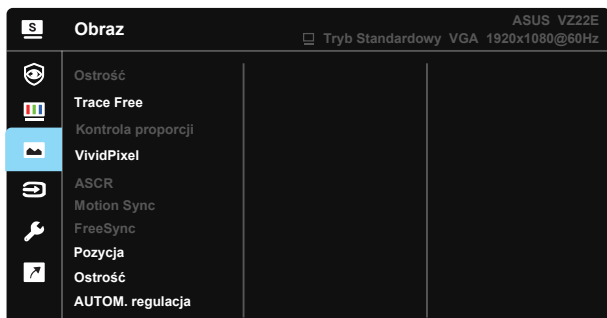 S
Obraz
ASUS VZ22E
Tryb Standardowy VGA 1920x1080@60Hz
Ostrość
Trace Free
Kontrola proporcji
VividPixel
ASCR
Motion Sync
FreeSync
Pozycja
Ostrość
AUTOM. regulacja